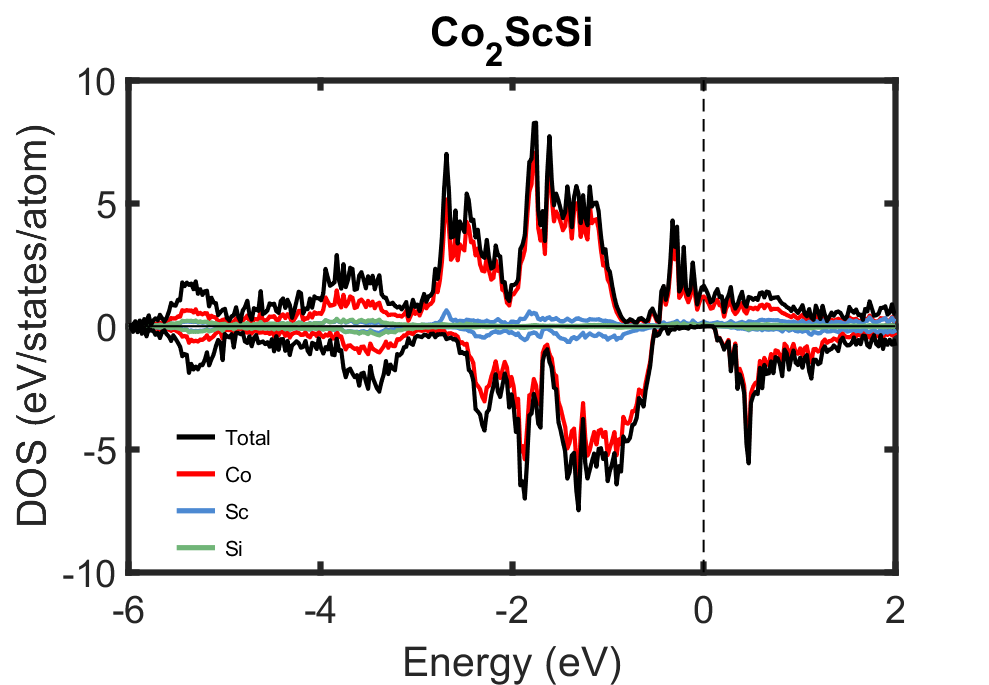 Co₂ScSi
10
5
0
-5
-10
DOS (eV/states/atom)
Total
Co
Sc
Si
-6 -4 -2 0 2
Energy (eV)